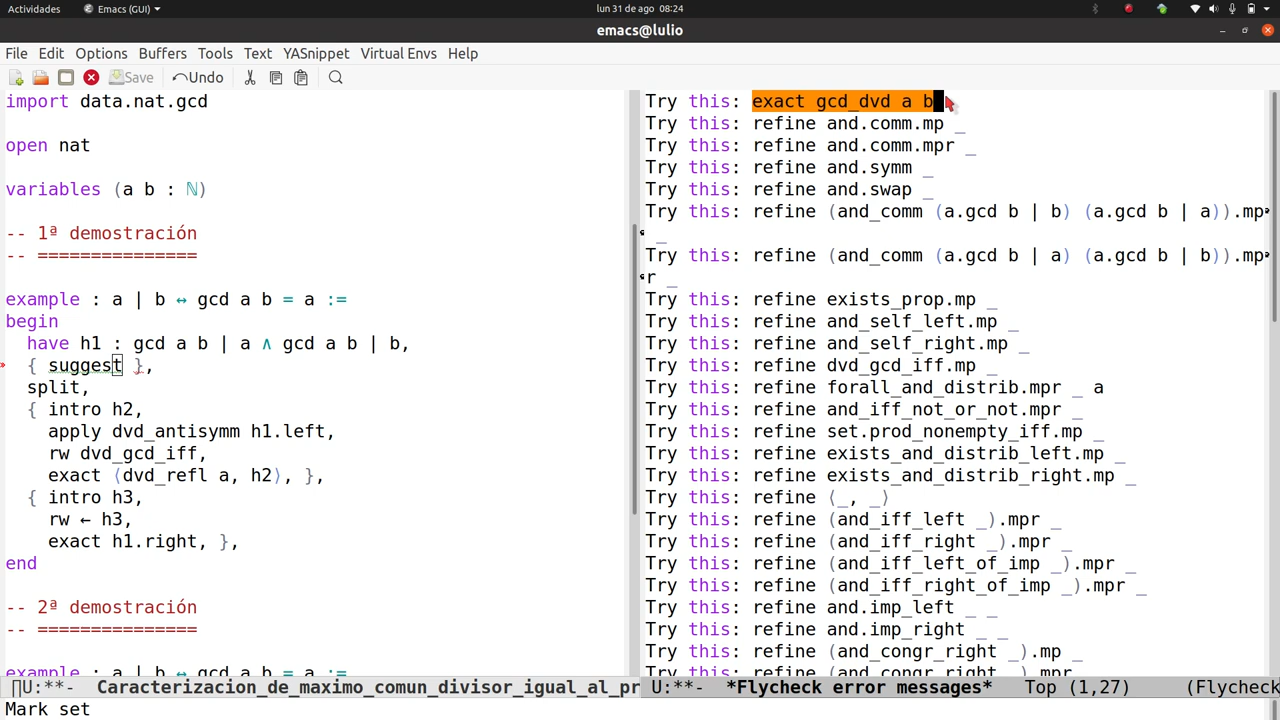 Actividades Emacs (GUI) lun 31 de ago 08:24
emacs@lulio
File Edit Options Buffers Tools Text YASnippet Virtual Envs Help
Save Undo
import data.nat.gcd
open nat
variables (a b : ℕ)
-- 1ª demostración
-- ===============
example : a | b ↔ gcd a b = a :=
begin
have h1 : gcd a b | a ∧ gcd a b | b,
{ suggest },
split,
{ intro h2,
apply dvd_antisymm h1.left,
rw dvd_gcd_iff,
exact ⟨dvd_refl a, h2⟩, },
{ intro h3,
rw ← h3,
exact h1.right, },
end
-- 2ª demostración
-- ===============
example : a | b ↔ gcd a b = a :=
U:**- Caracterizacion_de_maximo_comun_divisor_igual_al_pr
Try this: exact gcd_dvd a b
Try this: refine and.comm.mp _
Try this: refine and.comm.mpr _
Try this: refine and.symm _
Try this: refine and.swap _
Try this: refine (and_comm (a.gcd b | b) (a.gcd b | a)).mp
_
Try this: refine (and_comm (a.gcd b | a) (a.gcd b | b)).mp
r _
Try this: refine exists_prop.mp _
Try this: refine and_self_left.mp _
Try this: refine and_self_right.mp _
Try this: refine dvd_gcd_iff.mp _
Try this: refine forall_and_distrib.mpr _ a
Try this: refine and_iff_not_or_not.mpr _
Try this: refine set.prod_nonempty_iff.mp _
Try this: refine exists_and_distrib_left.mp _
Try this: refine exists_and_distrib_right.mp _
Try this: refine ⟨_, _⟩
Try this: refine (and_iff_left _).mpr _
Try this: refine (and_iff_right _).mpr _
Try this: refine (and_iff_left_of_imp _).mpr _
Try this: refine (and_iff_right_of_imp _).mpr _
Try this: refine and.imp_left _ _
Try this: refine and.imp_right _ _
Try this: refine (and_congr_right _).mp _
Try this: refine (and_congr_right _).mpr _
U:**- *Flycheck error messages* Top (1,27) (Flycheck
Mark set